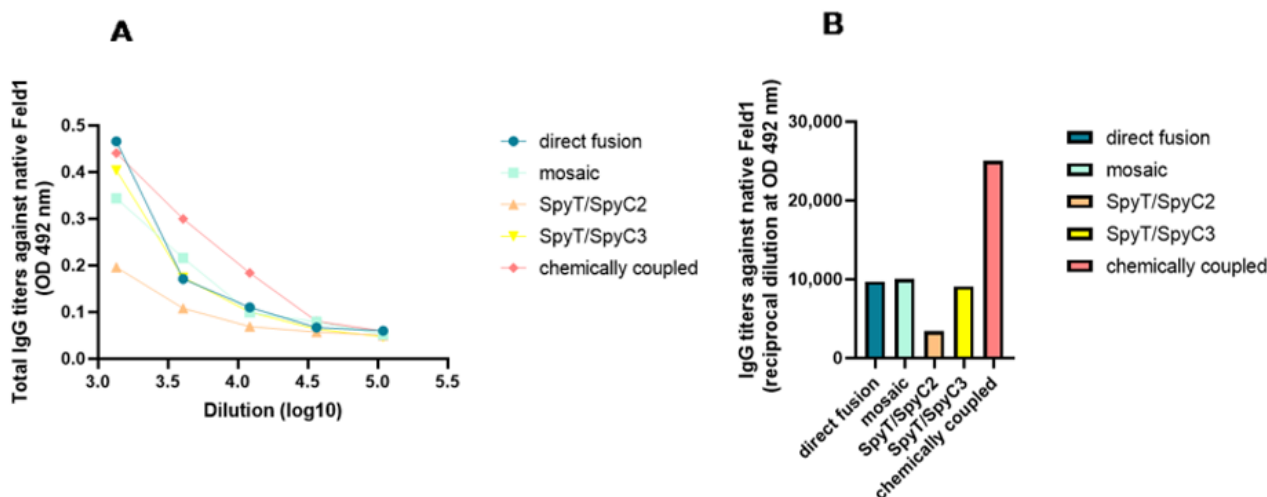 A
Total IgG titers against native Feld1
(OD 492 nm)
0.5
0.4
0.3
0.2
0.1
0.0
3.0 3.5 4.0 4.5 5.0 5.5
Dilution (log10)
direct fusion
mosaic
SpyT/SpyC2
SpyT/SpyC3
chemically coupled
B
IgG titers against native Feld1
(reciprocal dilution at OD 492 nm)
30,000
20,000
10,000
0
direct fusion
mosaic
SpyT/SpyC2
SpyT/SpyC3
chemically coupled
direct fusion
mosaic
SpyT/SpyC2
SpyT/SpyC3
chemically coupled